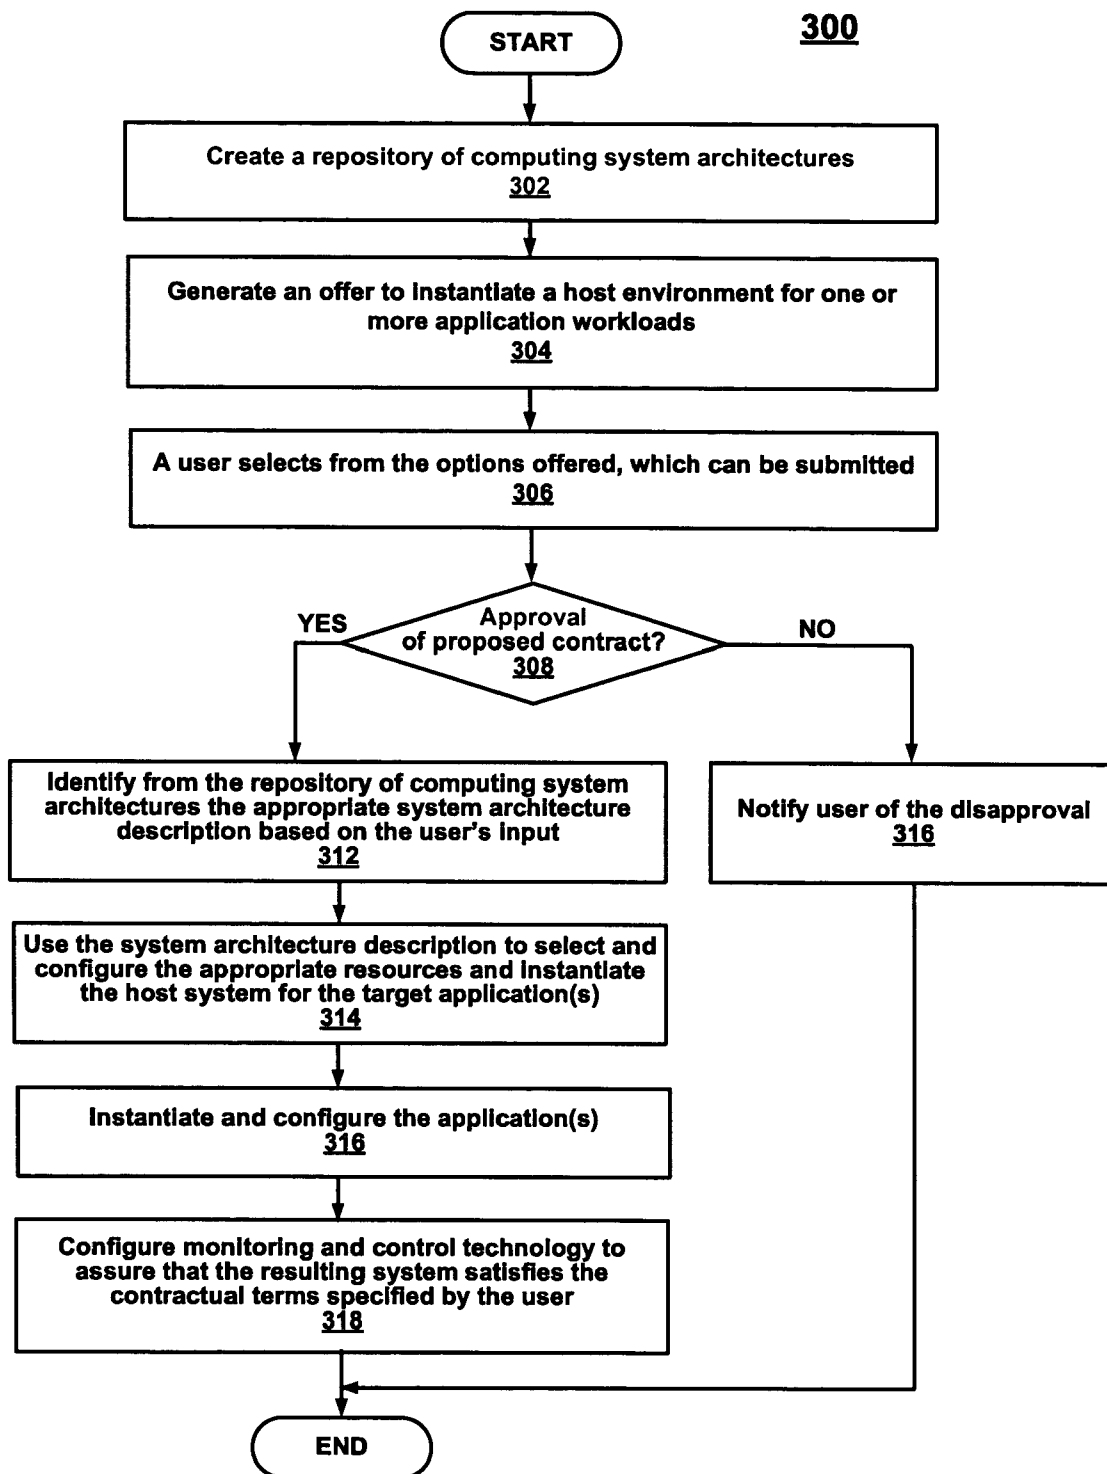 300
START
Create a repository of computing system architectures
302
Generate an offer to instantiate a host environment for one or
more application workloads
304
A user selects from the options offered, which can be submitted
306
Approval
of proposed contract?
308
YES
NO
Identify from the repository of computing system
architectures the appropriate system architecture
description based on the user's input
312
Notify user of the disapproval
316
Use the system architecture description to select and
configure the appropriate resources and instantiate
the host system for the target application(s)
314
Instantiate and configure the application(s)
316
Configure monitoring and control technology to
assure that the resulting system satisfies the
contractual terms specified by the user
318
END